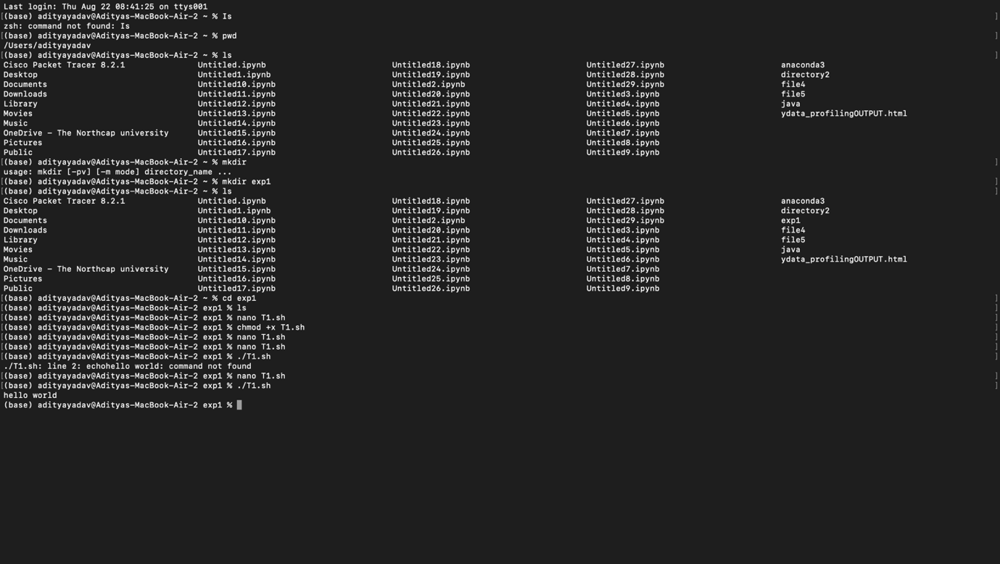 Last login: Thu Aug 22 08:41:25 on ttys001
[(base) adityayadav@Adityas-MacBook-Air-2 ~ % Is ]
zsh: command not found: Is
[(base) adityayadav@Adityas-MacBook-Air-2 ~ % pwd ]
/Users/adityayadav
[(base) adityayadav@Adityas-MacBook-Air-2 ~ % ls ]
Cisco Packet Tracer 8.2.1 Untitled.ipynb Untitled18.ipynb Untitled27.ipynb anaconda3
Desktop Untitled1.ipynb Untitled19.ipynb Untitled28.ipynb directory2
Documents Untitled10.ipynb Untitled2.ipynb Untitled29.ipynb file4
Downloads Untitled11.ipynb Untitled20.ipynb Untitled3.ipynb file5
Library Untitled12.ipynb Untitled21.ipynb Untitled4.ipynb java
Movies Untitled13.ipynb Untitled22.ipynb Untitled5.ipynb ydata_profilingOUTPUT.html
Music Untitled14.ipynb Untitled23.ipynb Untitled6.ipynb
OneDrive - The Northcap university Untitled15.ipynb Untitled24.ipynb Untitled7.ipynb
Pictures Untitled16.ipynb Untitled25.ipynb Untitled8.ipynb
Public Untitled17.ipynb Untitled26.ipynb Untitled9.ipynb
[(base) adityayadav@Adityas-MacBook-Air-2 ~ % mkdir ]
usage: mkdir [-pv] [-m mode] directory_name ...
[(base) adityayadav@Adityas-MacBook-Air-2 ~ % mkdir exp1 ]
[(base) adityayadav@Adityas-MacBook-Air-2 ~ % ls ]
Cisco Packet Tracer 8.2.1 Untitled.ipynb Untitled18.ipynb Untitled27.ipynb anaconda3
Desktop Untitled1.ipynb Untitled19.ipynb Untitled28.ipynb directory2
Documents Untitled10.ipynb Untitled2.ipynb Untitled29.ipynb exp1
Downloads Untitled11.ipynb Untitled20.ipynb Untitled3.ipynb file4
Library Untitled12.ipynb Untitled21.ipynb Untitled4.ipynb file5
Movies Untitled13.ipynb Untitled22.ipynb Untitled5.ipynb java
Music Untitled14.ipynb Untitled23.ipynb Untitled6.ipynb ydata_profilingOUTPUT.html
OneDrive - The Northcap university Untitled15.ipynb Untitled24.ipynb Untitled7.ipynb
Pictures Untitled16.ipynb Untitled25.ipynb Untitled8.ipynb
Public Untitled17.ipynb Untitled26.ipynb Untitled9.ipynb
[(base) adityayadav@Adityas-MacBook-Air-2 ~ % cd exp1 ]
[(base) adityayadav@Adityas-MacBook-Air-2 exp1 % ls ]
[(base) adityayadav@Adityas-MacBook-Air-2 exp1 % nano T1.sh ]
[(base) adityayadav@Adityas-MacBook-Air-2 exp1 % chmod +x T1.sh ]
[(base) adityayadav@Adityas-MacBook-Air-2 exp1 % nano T1.sh ]
[(base) adityayadav@Adityas-MacBook-Air-2 exp1 % nano T1.sh ]
[(base) adityayadav@Adityas-MacBook-Air-2 exp1 % ./T1.sh ]
./T1.sh: line 2: echohello world: command not found
[(base) adityayadav@Adityas-MacBook-Air-2 exp1 % nano T1.sh ]
[(base) adityayadav@Adityas-MacBook-Air-2 exp1 % ./T1.sh ]
hello world
(base) adityayadav@Adityas-MacBook-Air-2 exp1 %